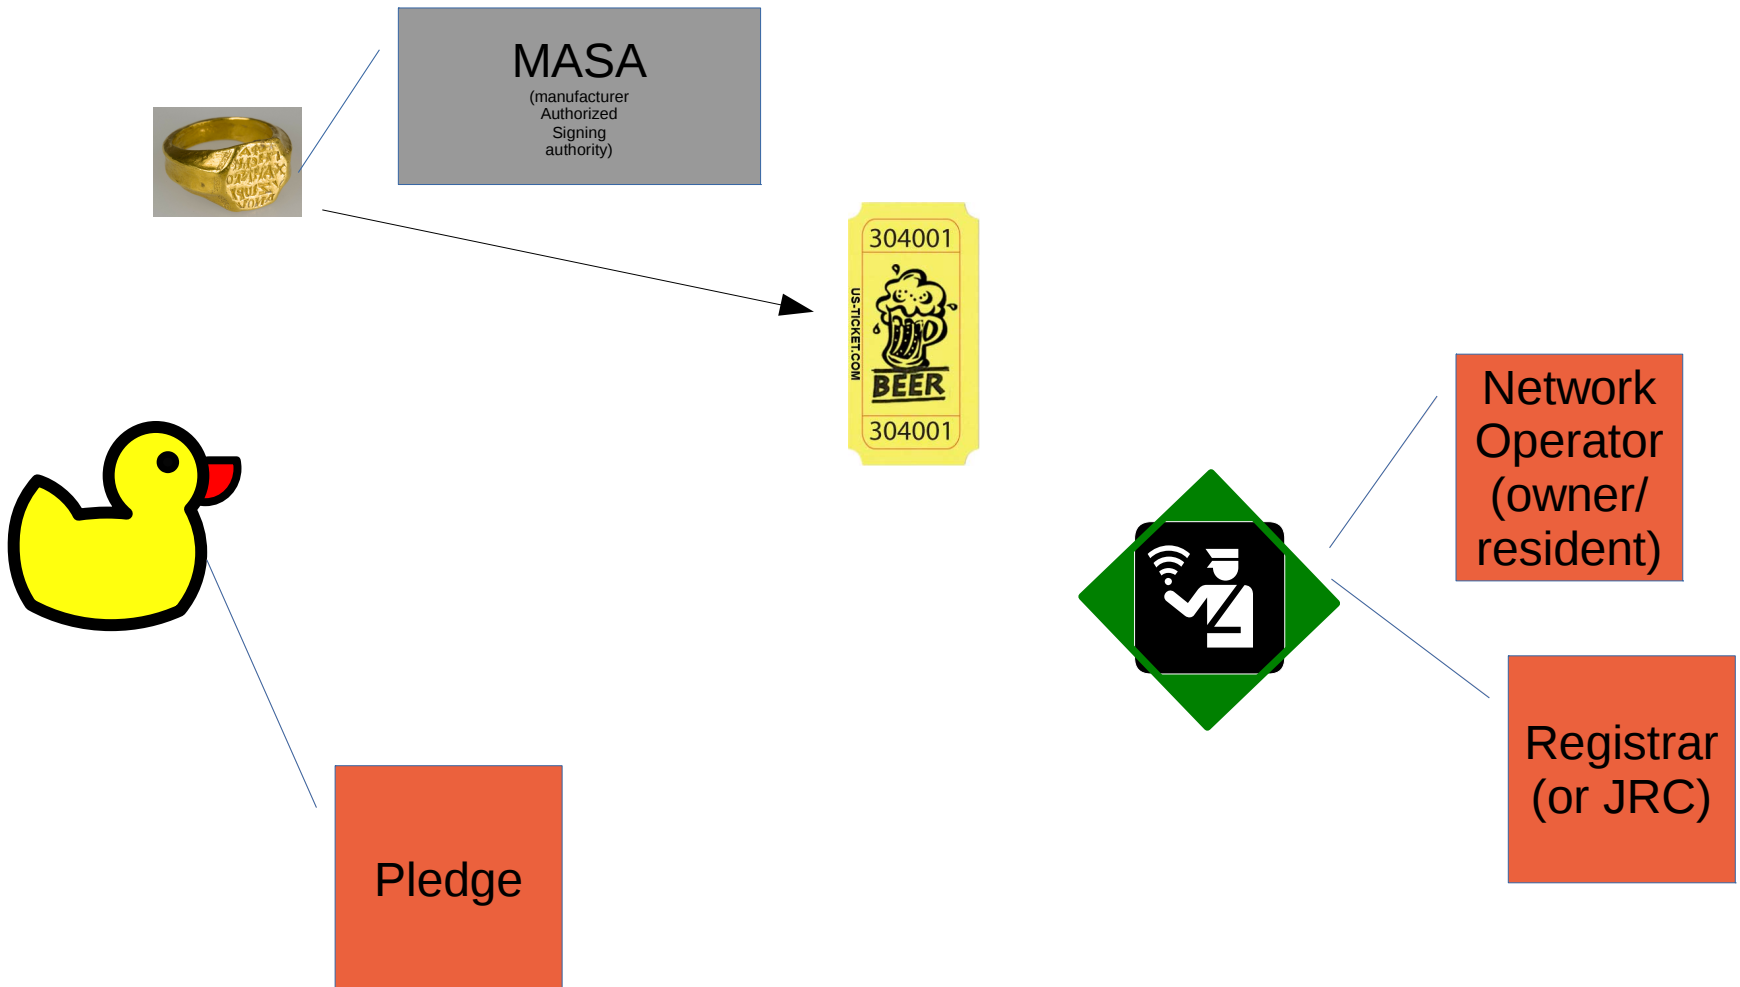 MASA
(manufacturer
Authorized
Signing
authority)
304001
US-TICKET.COM
BEER
304001
Network
Operator
(owner/
resident)
Registrar
(or JRC)
Pledge